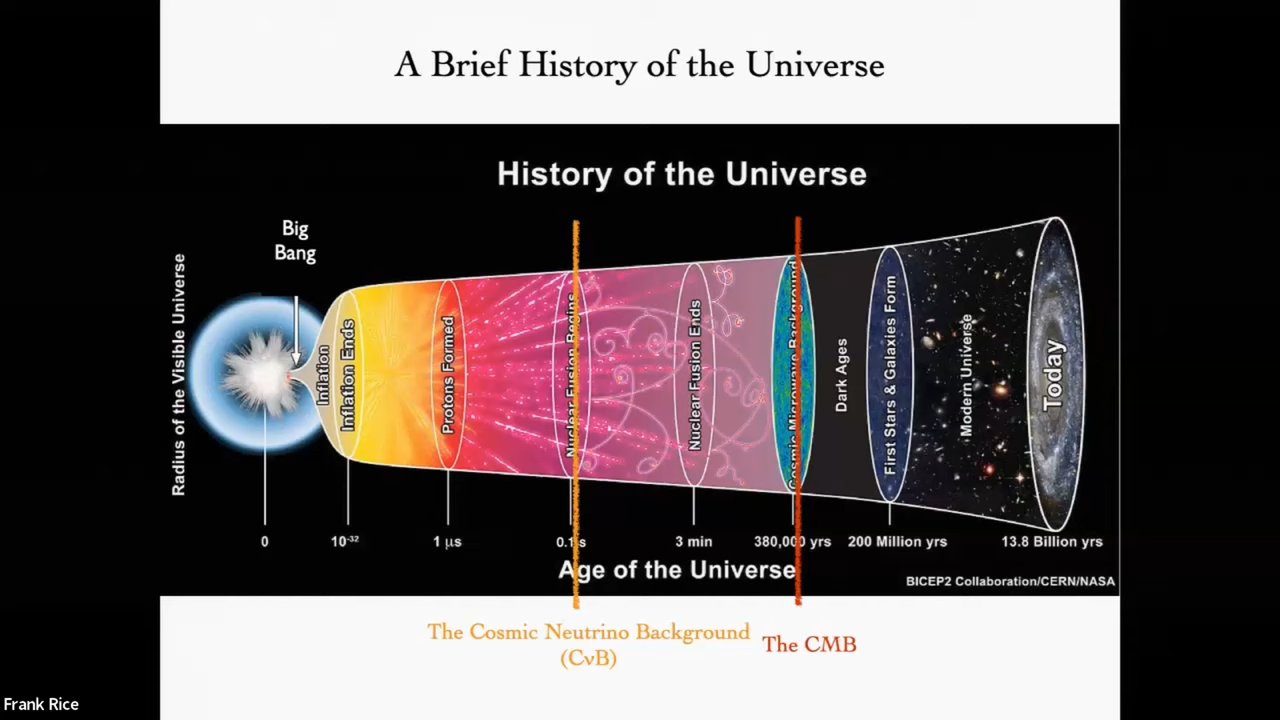 A Brief History of the Universe
History of the Universe
Big
Bang
Radius of the Visible Universe
Inflation
Inflation Ends
Protons Formed
Nuclear Fusion Begins
Nuclear Fusion Ends
Cosmic Microwave Background
Dark Ages
First Stars & Galaxies Form
Modern Universe
Today
0
10⁻³²
1 µs
0.1s
3 min
380,000 yrs
200 Million yrs
13.8 Billion yrs
Age of the Universe
BICEP2 Collaboration/CERN/NASA
The Cosmic Neutrino Background
(CνB)
The CMB
Frank Rice